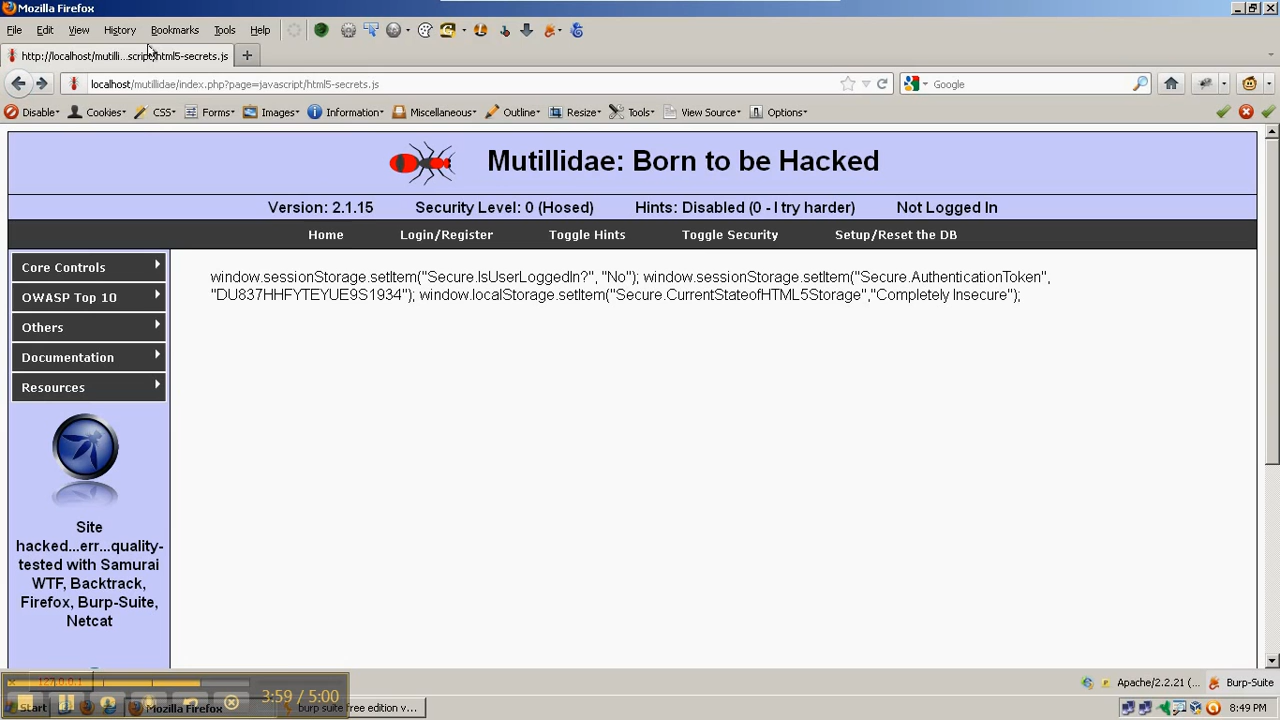 Mozilla Firefox
File Edit View History Bookmarks Tools Help
http://localhost/mutilli...script/html5-secrets.js
localhost/mutillidae/index.php?page=javascript/html5-secrets.js
Google
Disable Cookies CSS Forms Images Information Miscellaneous Outline Resize Tools View Source Options
Mutillidae: Born to be Hacked
Version: 2.1.15 Security Level: 0 (Hosed) Hints: Disabled (0 - I try harder) Not Logged In
Home Login/Register Toggle Hints Toggle Security Setup/Reset the DB
Core Controls
OWASP Top 10
Others
Documentation
Resources
window.sessionStorage.setItem("Secure.IsUserLoggedIn?", "No"); window.sessionStorage.setItem("Secure.AuthenticationToken",
"DU837HHFYTEYUE9S1934"); window.localStorage.setItem("Secure.CurrentStateofHTML5Storage","Completely Insecure");
Site
hacked...err...quality-
tested with Samurai
WTF, Backtrack,
Firefox, Burp-Suite,
Netcat
127.0.0.1
3:59 / 5:00
Apache/2.2.21 (... Burp-Suite
Start Mozilla Firefox burp suite free edition v... 8:49 PM